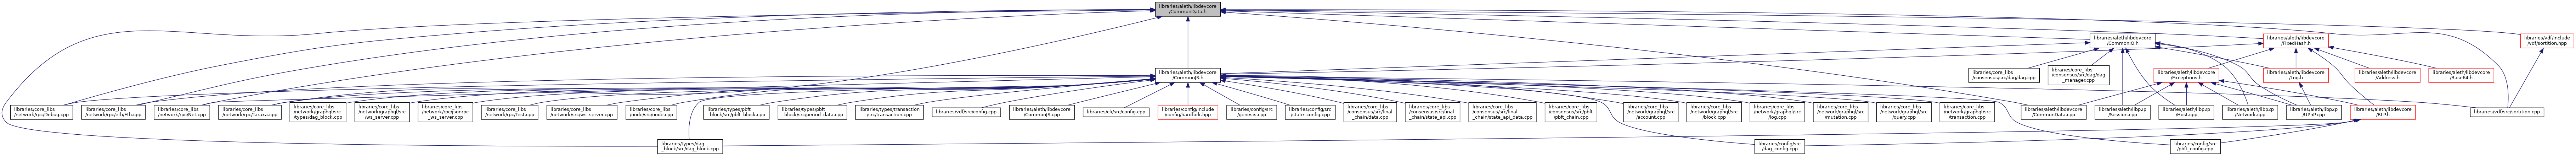 libraries/aleth/libdevcore
/CommonData.h
libraries/aleth/libdevcore
/CommonIO.h
libraries/aleth/libdevcore
/FixedHash.h
libraries/vdf/include
/vdf/sortition.hpp
libraries/aleth/libdevcore
/CommonJS.h
libraries/core_libs
/consensus/src/dag/dag.cpp
libraries/core_libs
/consensus/src/dag/dag
_manager.cpp
libraries/aleth/libdevcore
/Exceptions.h
libraries/aleth/libdevcore
/Log.h
libraries/aleth/libdevcore
/Address.h
libraries/aleth/libdevcore
/Base64.h
libraries/core_libs
/network/rpc/Debug.cpp
libraries/core_libs
/network/rpc/eth/Eth.cpp
libraries/core_libs
/network/rpc/Net.cpp
libraries/core_libs
/network/rpc/Taraxa.cpp
libraries/core_libs
/network/graphql/src
/types/dag_block.cpp
libraries/core_libs
/network/graphql/src
/ws_server.cpp
libraries/core_libs
/network/rpc/jsonrpc
_ws_server.cpp
libraries/core_libs
/network/rpc/Test.cpp
libraries/core_libs
/network/src/ws_server.cpp
libraries/core_libs
/node/src/node.cpp
libraries/types/pbft
_block/src/pbft_block.cpp
libraries/types/pbft
_block/src/period_data.cpp
libraries/types/transaction
/src/transaction.cpp
libraries/vdf/src/config.cpp
libraries/aleth/libdevcore
/CommonJS.cpp
libraries/cli/src/config.cpp
libraries/config/include
/config/hardfork.hpp
libraries/config/src
/genesis.cpp
libraries/config/src
/state_config.cpp
libraries/core_libs
/consensus/src/final
_chain/data.cpp
libraries/core_libs
/consensus/src/final
_chain/state_api.cpp
libraries/core_libs
/consensus/src/final
_chain/state_api_data.cpp
libraries/core_libs
/consensus/src/pbft
/pbft_chain.cpp
libraries/core_libs
/network/graphql/src
/account.cpp
libraries/core_libs
/network/graphql/src
/block.cpp
libraries/core_libs
/network/graphql/src
/log.cpp
libraries/core_libs
/network/graphql/src
/mutation.cpp
libraries/core_libs
/network/graphql/src
/query.cpp
libraries/core_libs
/network/graphql/src
/transaction.cpp
libraries/aleth/libdevcore
/CommonData.cpp
libraries/aleth/libp2p
/Session.cpp
libraries/aleth/libp2p
/Host.cpp
libraries/aleth/libp2p
/Network.cpp
libraries/aleth/libp2p
/UPnP.cpp
libraries/aleth/libdevcore
/RLP.h
libraries/vdf/src/sortition.cpp
libraries/types/dag
_block/src/dag_block.cpp
libraries/config/src
/dag_config.cpp
libraries/config/src
/pbft_config.cpp